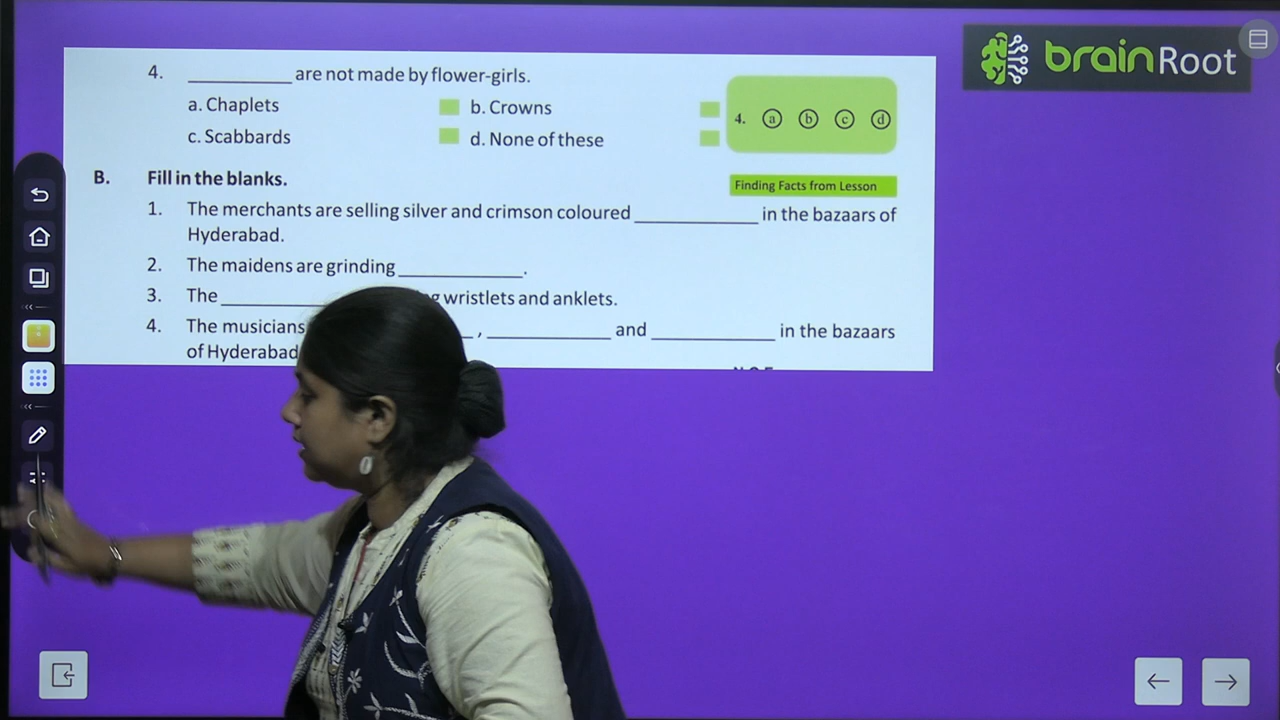 brainRoot
4. __________ are not made by flower-girls.
a. Chaplets b. Crowns
c. Scabbards d. None of these
4. a b c d
B. Fill in the blanks.
Finding Facts from Lesson
1. The merchants are selling silver and crimson coloured ____________ in the bazaars of
Hyderabad.
2. The maidens are grinding ____________.
3. The ____________ wristlets and anklets.
4. The musicians ____________, ____________ and ____________ in the bazaars
of Hyderabad